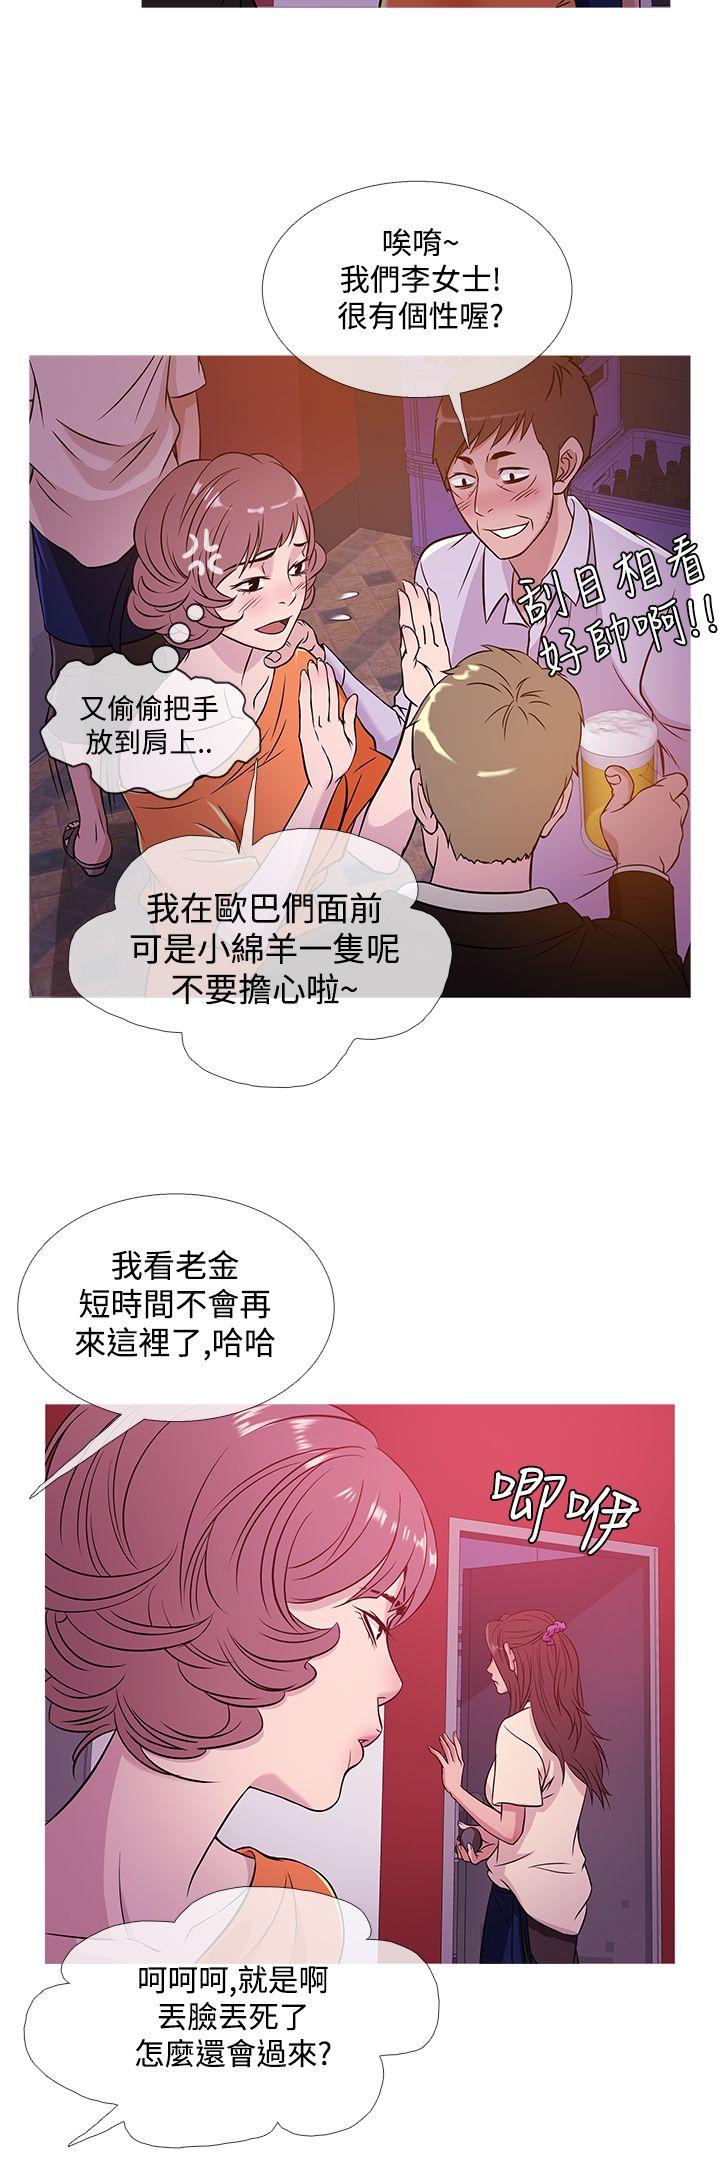 唉唷~
我們李女士!
很有個性喔?
刮目相看
好帥啊!!
又偷偷把手
放到肩上..
我在歐巴們面前
可是小綿羊一隻呢
不要擔心啦~
我看老金
短時間不會再
來這裡了,哈哈
唧咿
呵呵呵,就是啊
丟臉丟死了
怎麼還會過來?